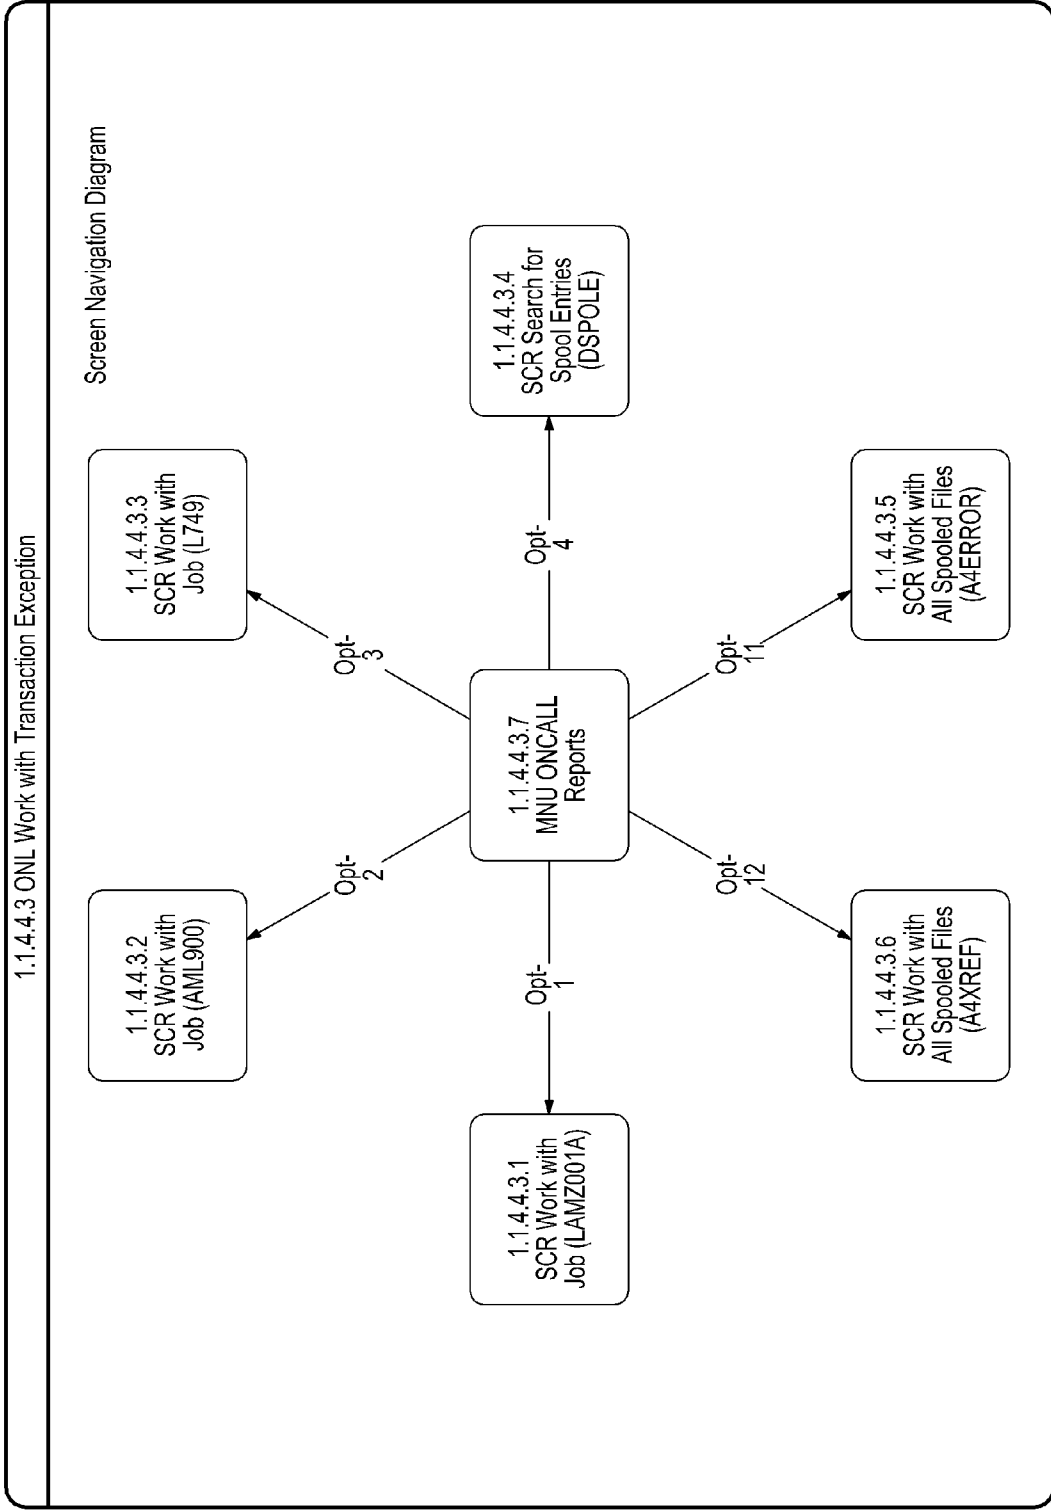 1.1.4.4.3 ONL Work with Transaction Exception
Screen Navigation Diagram
1.1.4.4.3.2
SCR Work with
Job (AML900)
1.1.4.4.3.3
SCR Work with
Job (L749)
Opt-
2
Opt-
3
1.1.4.4.3.1
SCR Work with
Job (LAMZ001A)
Opt-
1
1.1.4.4.3.7
MNU ONCALL
Reports
Opt-
4
1.1.4.4.3.4
SCR Search for
Spool Entries
(DSPOLE)
Opt-
12
Opt-
11
1.1.4.4.3.6
SCR Work with
All Spooled Files
(A4XREF)
1.1.4.4.3.5
SCR Work with
All Spooled Files
(A4ERROR)